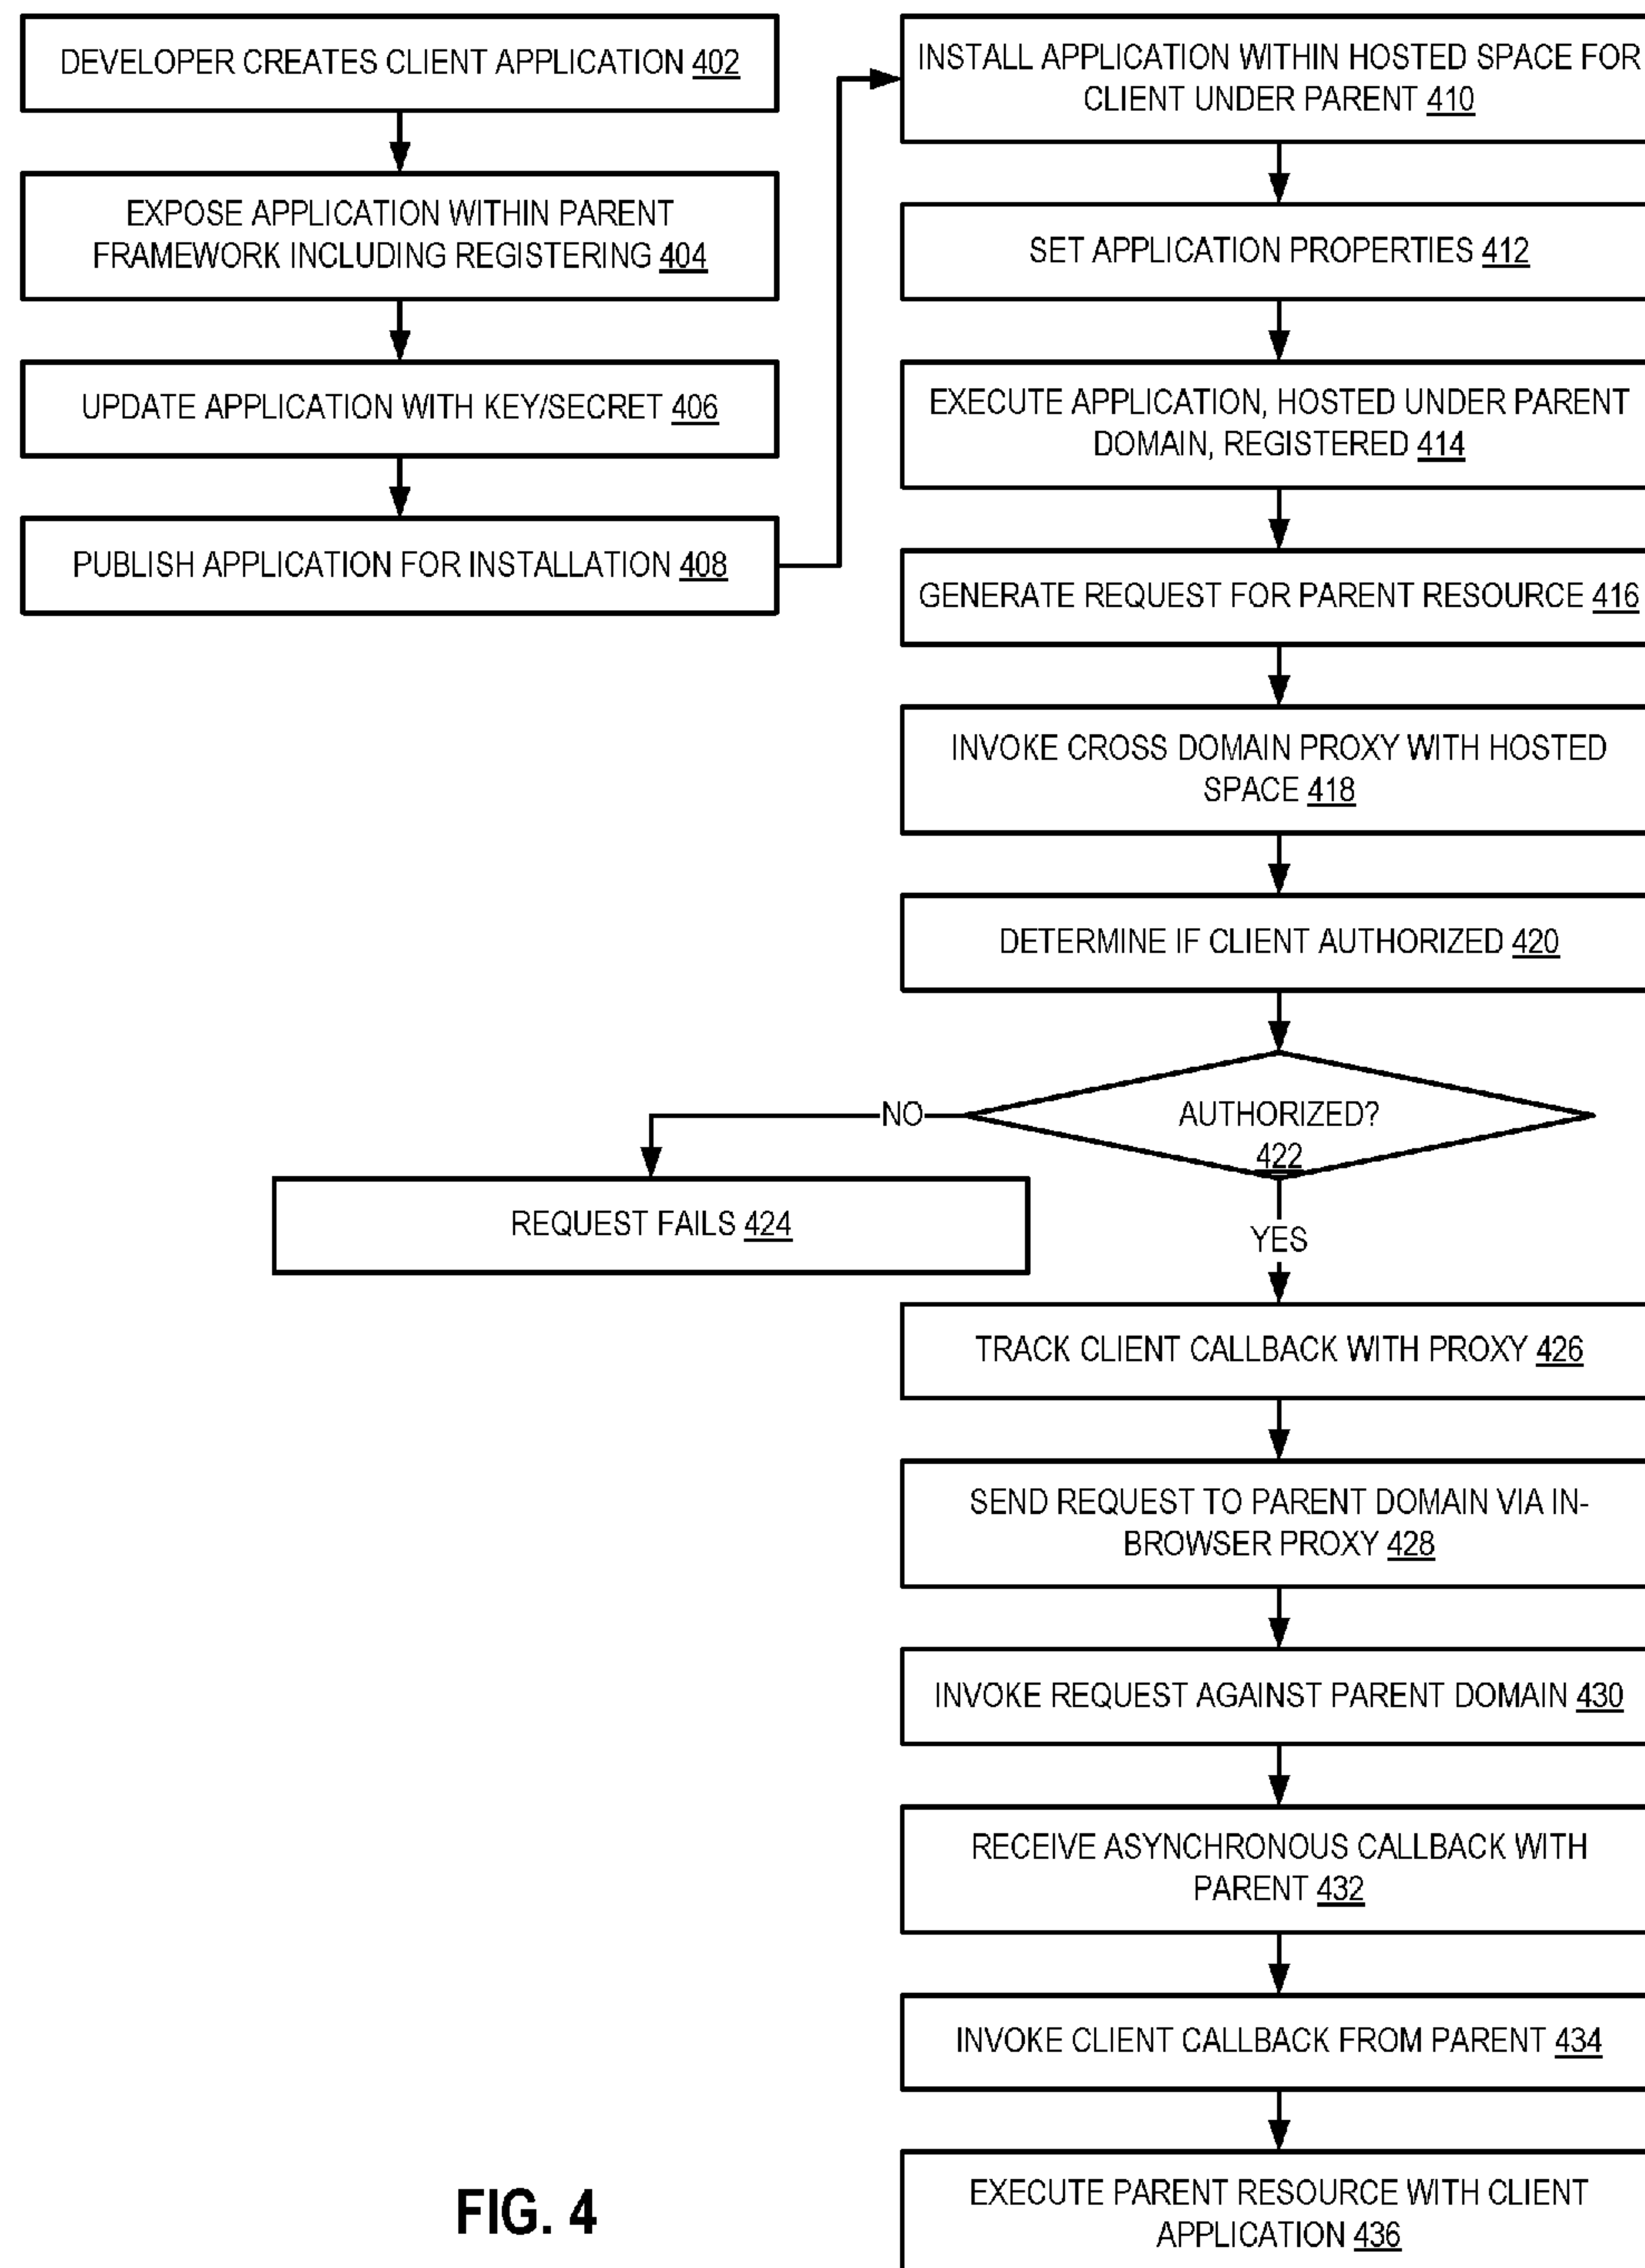 DEVELOPER CREATES CLIENT APPLICATION 402
EXPOSE APPLICATION WITHIN PARENT
FRAMEWORK INCLUDING REGISTERING 404
UPDATE APPLICATION WITH KEY/SECRET 406
PUBLISH APPLICATION FOR INSTALLATION 408
INSTALL APPLICATION WITHIN HOSTED SPACE FOR
CLIENT UNDER PARENT 410
SET APPLICATION PROPERTIES 412
EXECUTE APPLICATION, HOSTED UNDER PARENT
DOMAIN, REGISTERED 414
GENERATE REQUEST FOR PARENT RESOURCE 416
INVOKE CROSS DOMAIN PROXY WITH HOSTED
SPACE 418
DETERMINE IF CLIENT AUTHORIZED 420
AUTHORIZED?
422
NO
REQUEST FAILS 424
YES
TRACK CLIENT CALLBACK WITH PROXY 426
SEND REQUEST TO PARENT DOMAIN VIA IN-
BROWSER PROXY 428
INVOKE REQUEST AGAINST PARENT DOMAIN 430
RECEIVE ASYNCHRONOUS CALLBACK WITH
PARENT 432
INVOKE CLIENT CALLBACK FROM PARENT 434
EXECUTE PARENT RESOURCE WITH CLIENT
APPLICATION 436
FIG. 4